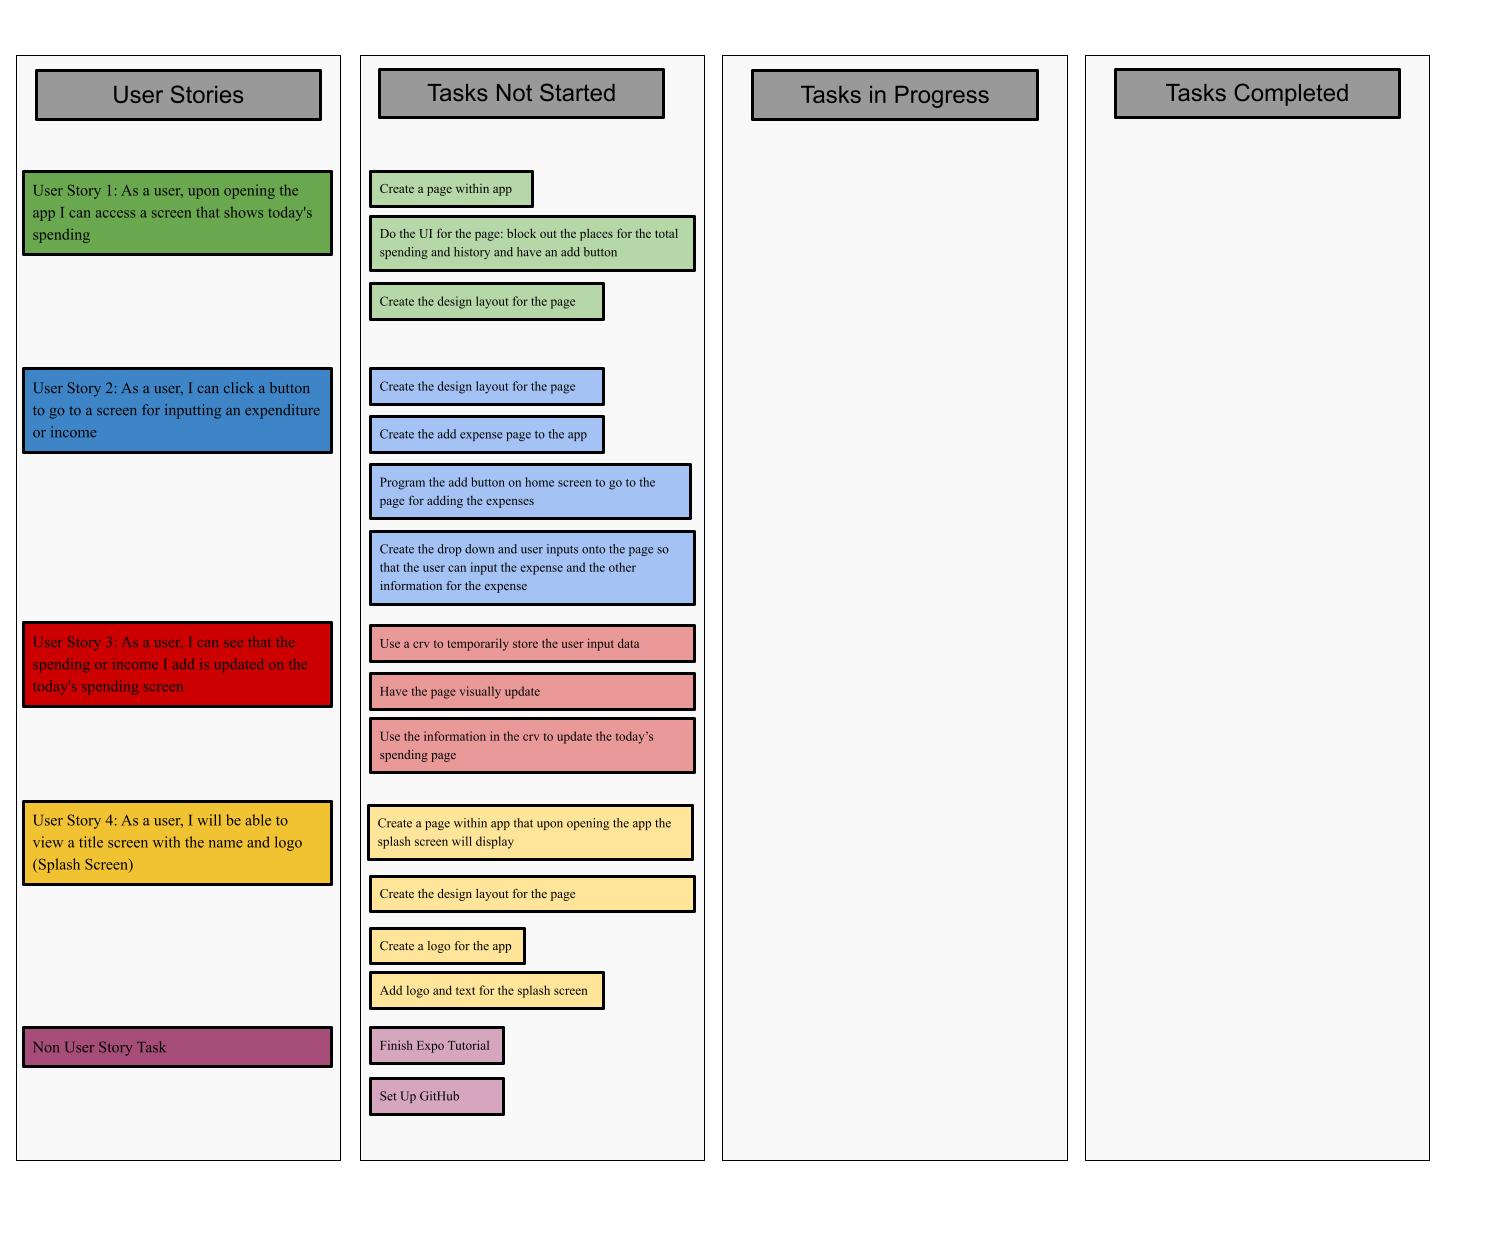 User Stories
Tasks Not Started
Tasks in Progress
Tasks Completed
User Story 1: As a user, upon opening the
app I can access a screen that shows today's
spending
Create a page within app
Do the UI for the page: block out the places for the total
spending and history and have an add button
Create the design layout for the page
User Story 2: As a user, I can click a button
to go to a screen for inputting an expenditure
or income
Create the design layout for the page
Create the add expense page to the app
Program the add button on home screen to go to the
page for adding the expenses
Create the drop down and user inputs onto the page so
that the user can input the expense and the other
information for the expense
User Story 3: As a user, I can see that the
spending or income I add is updated on the
today's spending screen
Use a crv to temporarily store the user input data
Have the page visually update
Use the information in the crv to update the today’s
spending page
User Story 4: As a user, I will be able to
view a title screen with the name and logo
(Splash Screen)
Create a page within app that upon opening the app the
splash screen will display
Create the design layout for the page
Create a logo for the app
Add logo and text for the splash screen
Non User Story Task
Finish Expo Tutorial
Set Up GitHub